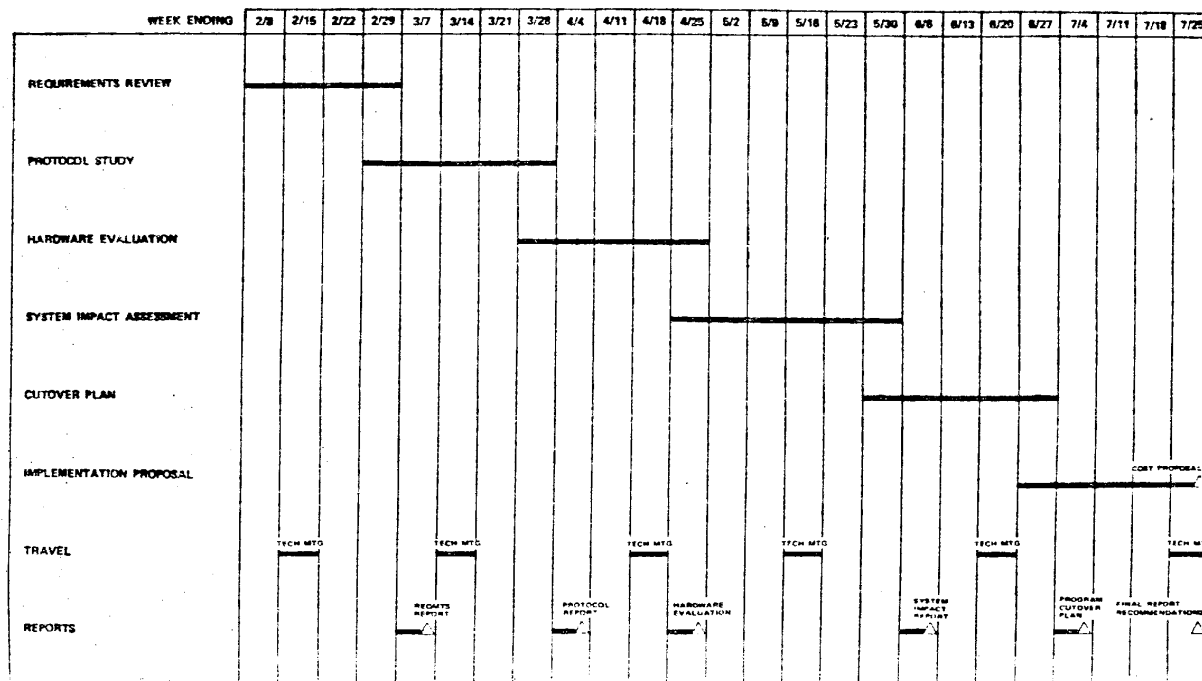 WEEK ENDING 2/8 2/15 2/22 2/29 3/7 3/14 3/21 3/28 4/4 4/11 4/18 4/25 5/2 5/9 5/16 5/23 5/30 6/6 6/13 6/20 6/27 7/4 7/11 7/18 7/25
REQUIREMENTS REVIEW
PROTOCOL STUDY
HARDWARE EVALUATION
SYSTEM IMPACT ASSESSMENT
CUTOVER PLAN
IMPLEMENTATION PROPOSAL
COST PROPOSAL
TRAVEL
TECH MTG TECH MTG TECH MTG TECH MTG TECH MTG TECH M
REPORTS
REQMTS
REPORT
PROTOCOL
REPORT
HARDWARE
EVALUATION
SYSTEM
IMPACT
REPORT
PROGRAM
CUTOVER
PLAN
FINAL REPORT
RECOMMENDATIONS